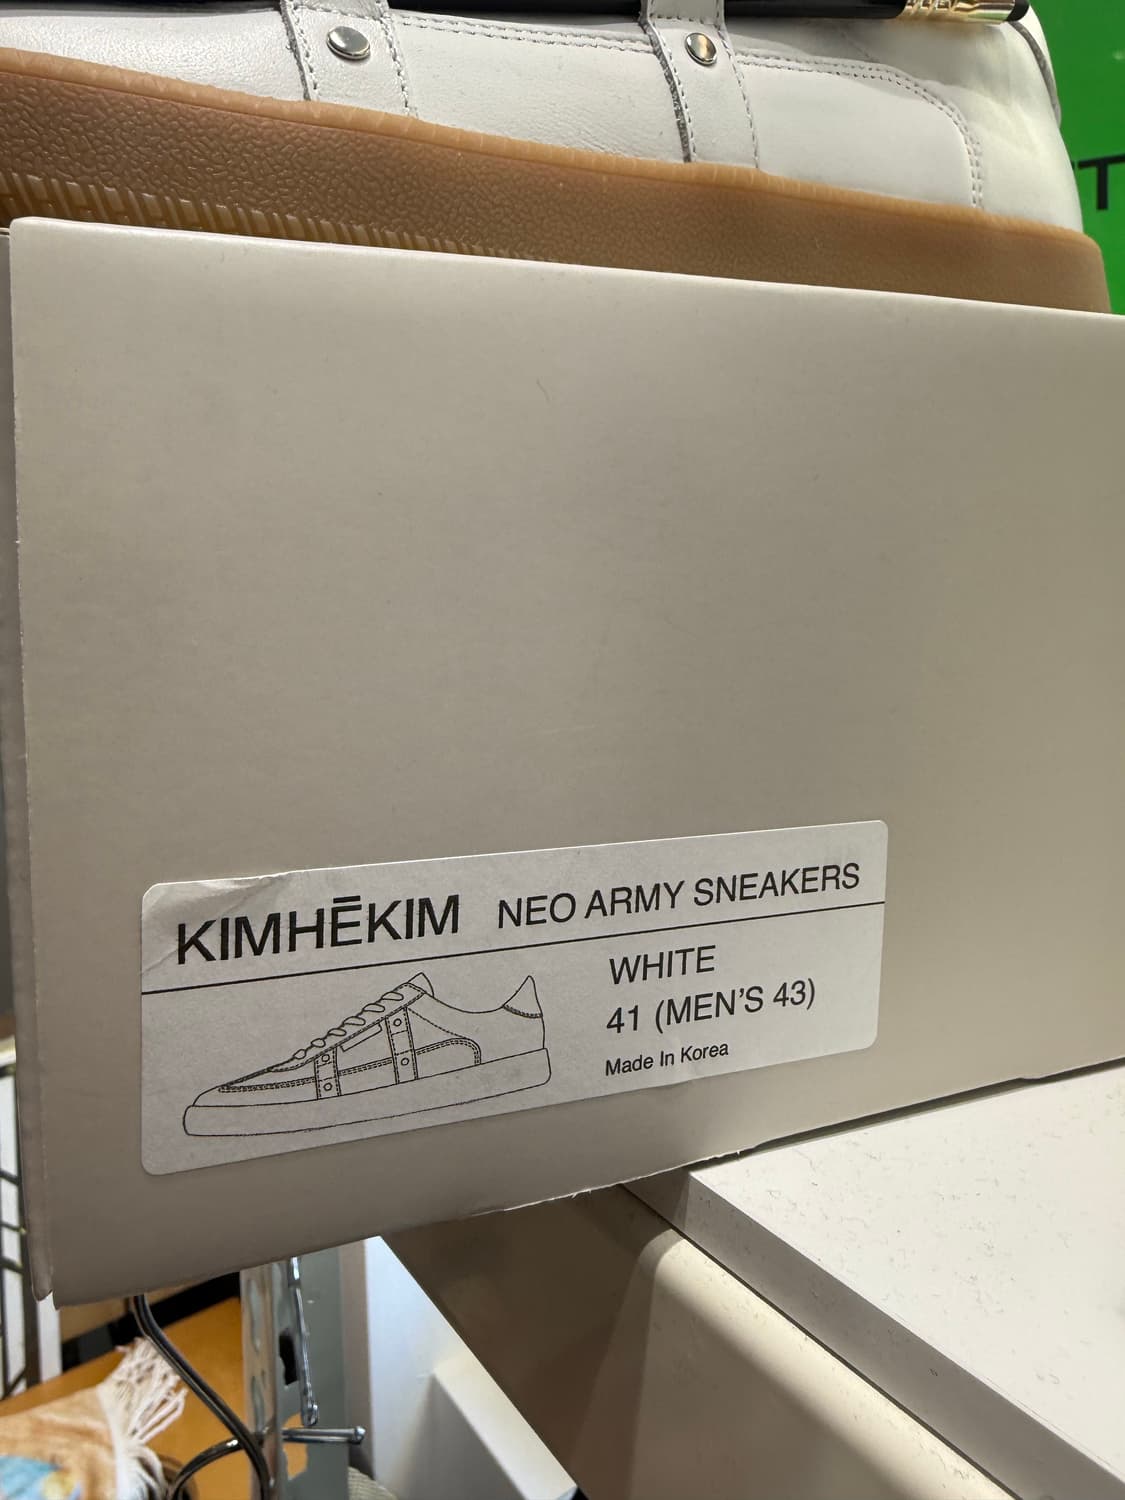 T
KIMHĒKIM NEO ARMY SNEAKERS
WHITE
41 (MEN'S 43)
Made In Korea